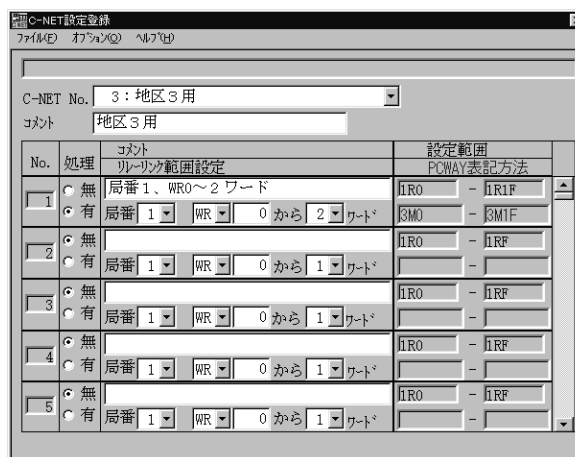 C-NET設定登録
ファイル(F) オプション(O) ヘルプ(H)
C-NET No. 3：地区３用
コメント 地区３用
No. 処理 コメント 設定範囲
リレーリンク範囲設定 PCWAY表記方法
1 無 局番１、WR0～２ワード 1R0 - 1R1F
有 局番 1 WR 0 から 2 ワード 3M0 - 3M1F
2 無 1R0 - 1RF
有 局番 1 WR 0 から 1 ワード -
3 無 1R0 - 1RF
有 局番 1 WR 0 から 1 ワード -
4 無 1R0 - 1RF
有 局番 1 WR 0 から 1 ワード -
5 無 1R0 - 1RF
有 局番 1 WR 0 から 1 ワード -